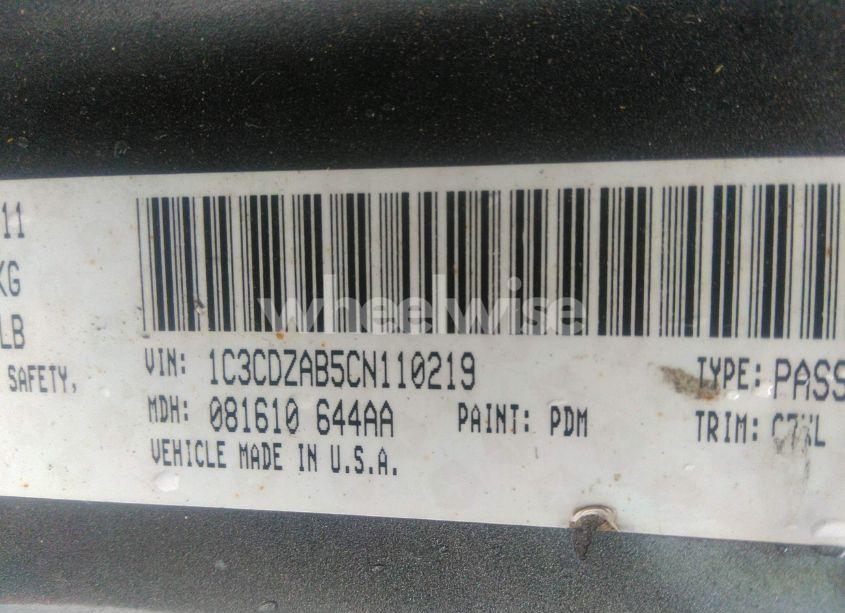 11
KG
LB
SAFETY,
wheelwise
VIN: 1C3CDZAB5CN110219 TYPE: PASS
MDH: 081610 644AA PAINT: PDM TRIM:
VEHICLE MADE IN U.S.A.